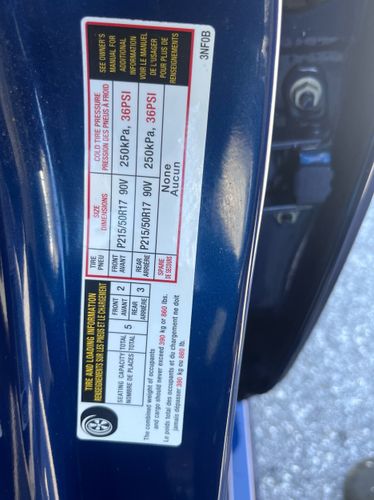 TIRE AND LOADING INFORMATION
RENSEIGNEMENTS SUR LES PNEUS ET LE CHARGEMENT
SEATING CAPACITY
NOMBRE DE PLACES
TOTAL
TOTAL
5
FRONT
AVANT
2
REAR
ARRIÈRE
3
The combined weight of occupants
and cargo should never exceed 390 kg or 860 lbs.
Le poids total des occupants et du chargement ne doit
jamais dépasser 390 kg ou 860 lb.
TIRE
PNEU
SIZE
DIMENSIONS
COLD TIRE PRESSURE
PRESSION DES PNEUS À FROID
FRONT
AVANT
P215/50R17 90V
250kPa, 36PSI
REAR
ARRIÈRE
P215/50R17 90V
250kPa, 36PSI
SPARE
DE SECOURS
None
Aucun
SEE OWNER'S
MANUAL FOR
ADDITIONAL
INFORMATION
VOIR LE MANUEL
DE L'USAGER
POUR PLUS DE
RENSEIGNEMENTS
3NF0B